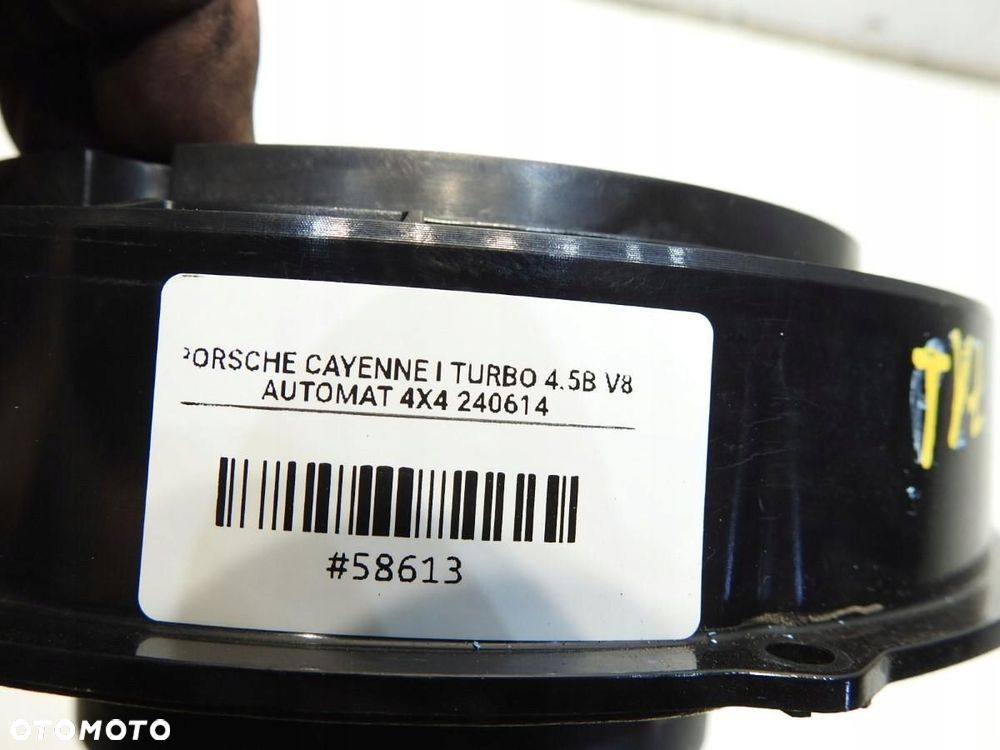 PORSCHE CAYENNE I TURBO 4.5B V8
AUTOMAT 4X4 240614
#58613
OTOMOTO